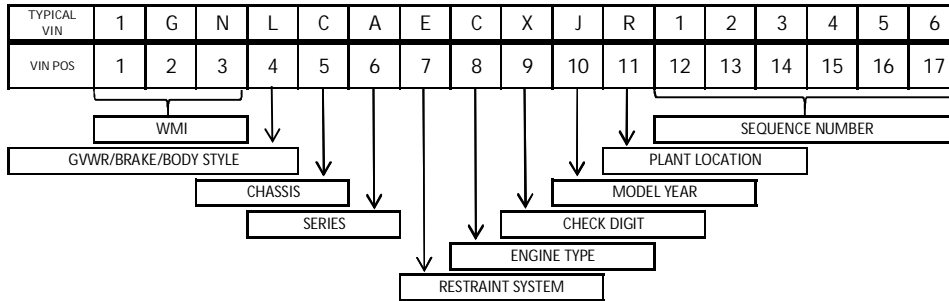 TYPICAL VIN 1 G N L C A E C X J R 1 2 3 4 5 6
VIN POS 1 2 3 4 5 6 7 8 9 10 11 12 13 14 15 16 17
WMI SEQUENCE NUMBER
GVWR/BRAKE/BODY STYLE PLANT LOCATION
CHASSIS MODEL YEAR
SERIES CHECK DIGIT
ENGINE TYPE
RESTRAINT SYSTEM